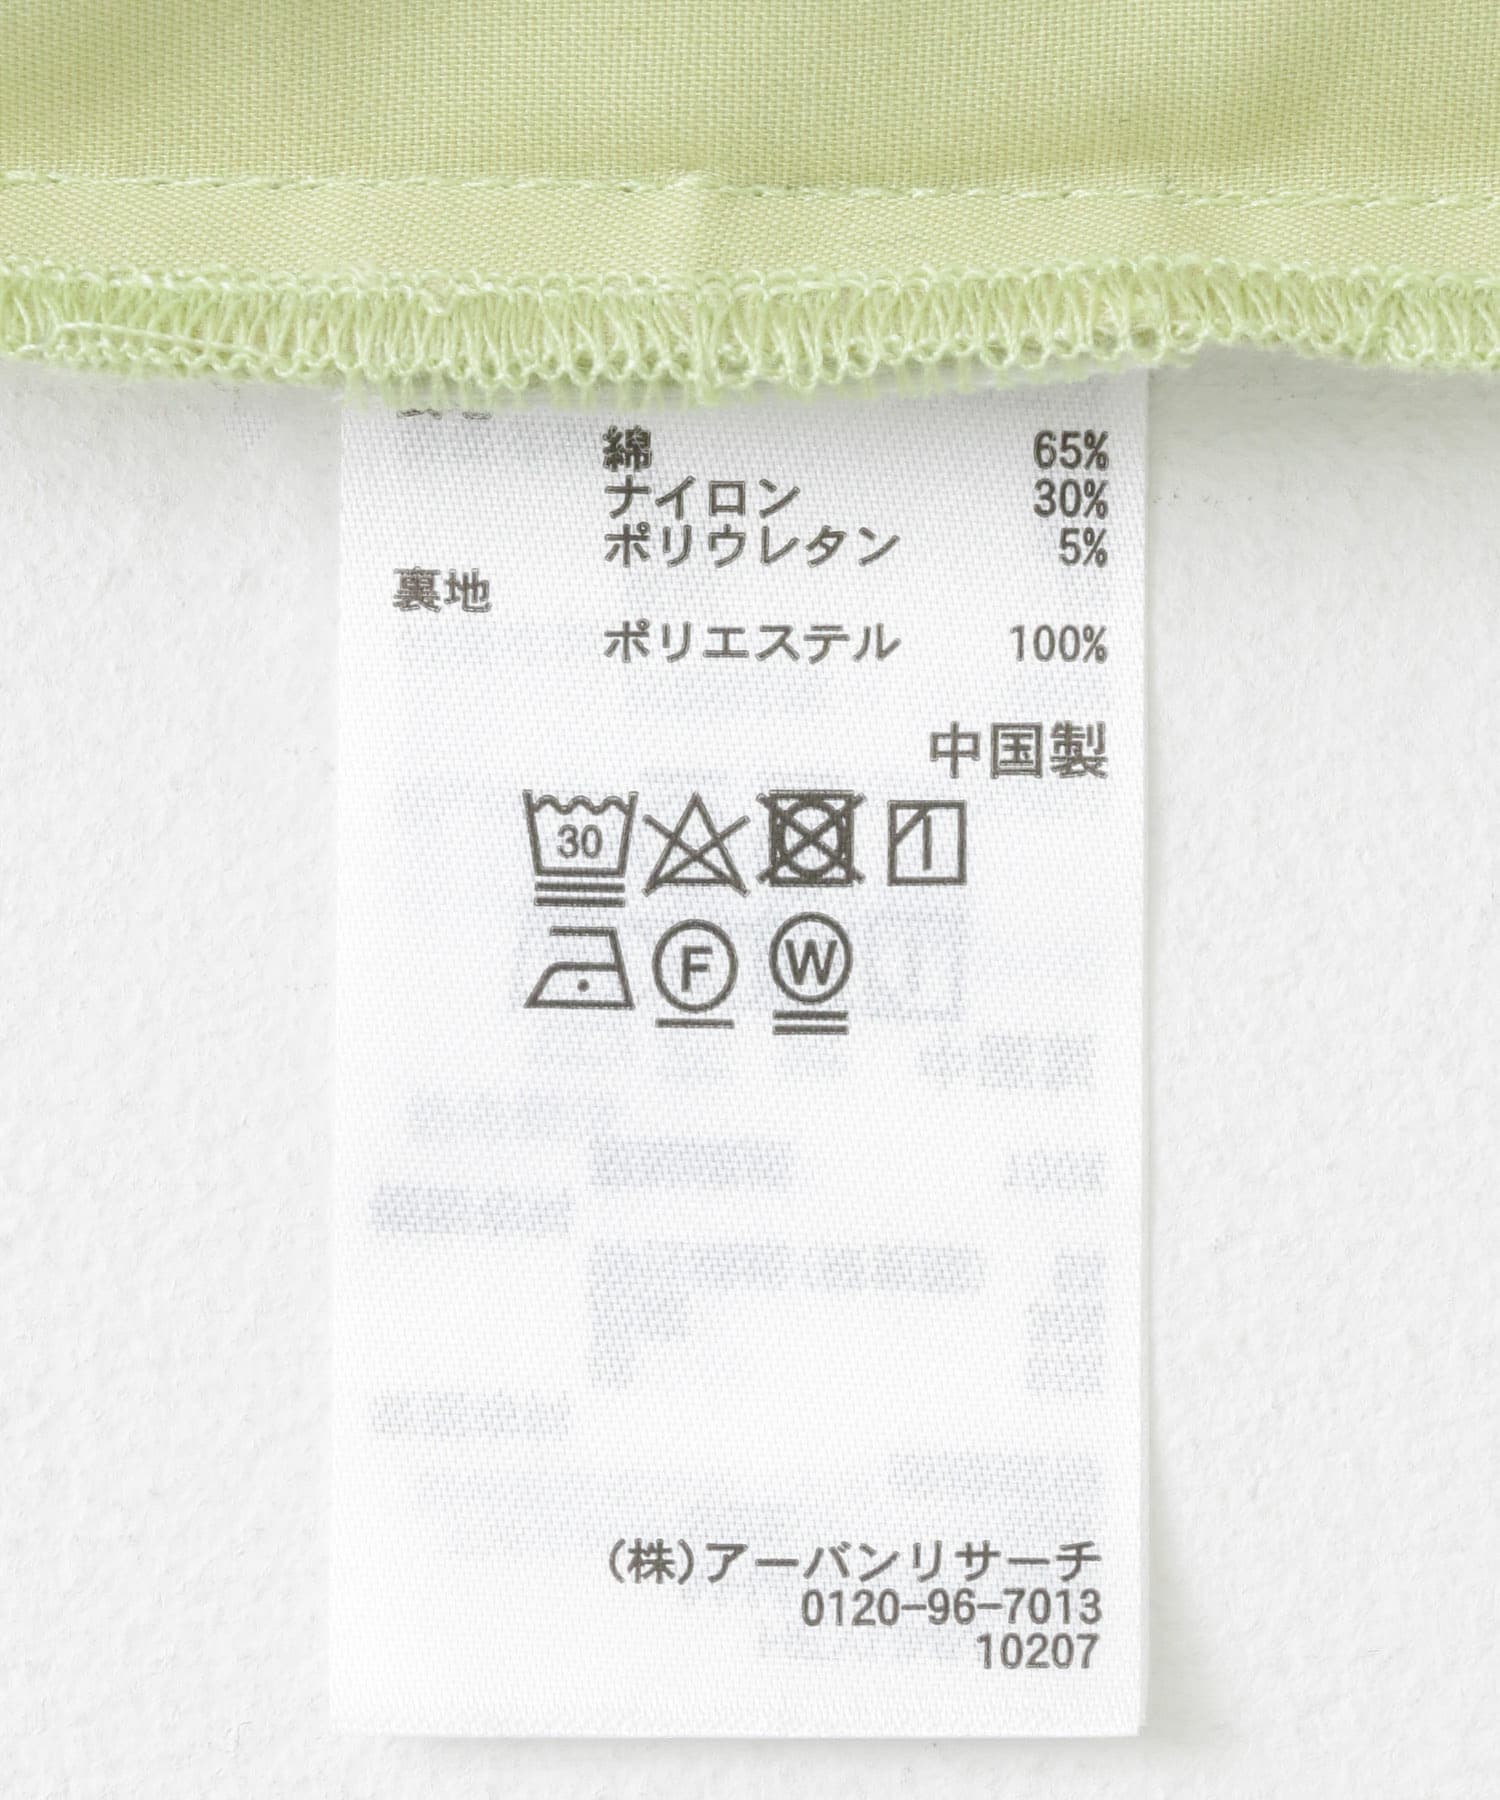 綿 65%
ナイロン 30%
ポリウレタン 5%
裏地
ポリエステル 100%
中国製
30
F W
(株)アーバンリサーチ
0120-96-7013
10207